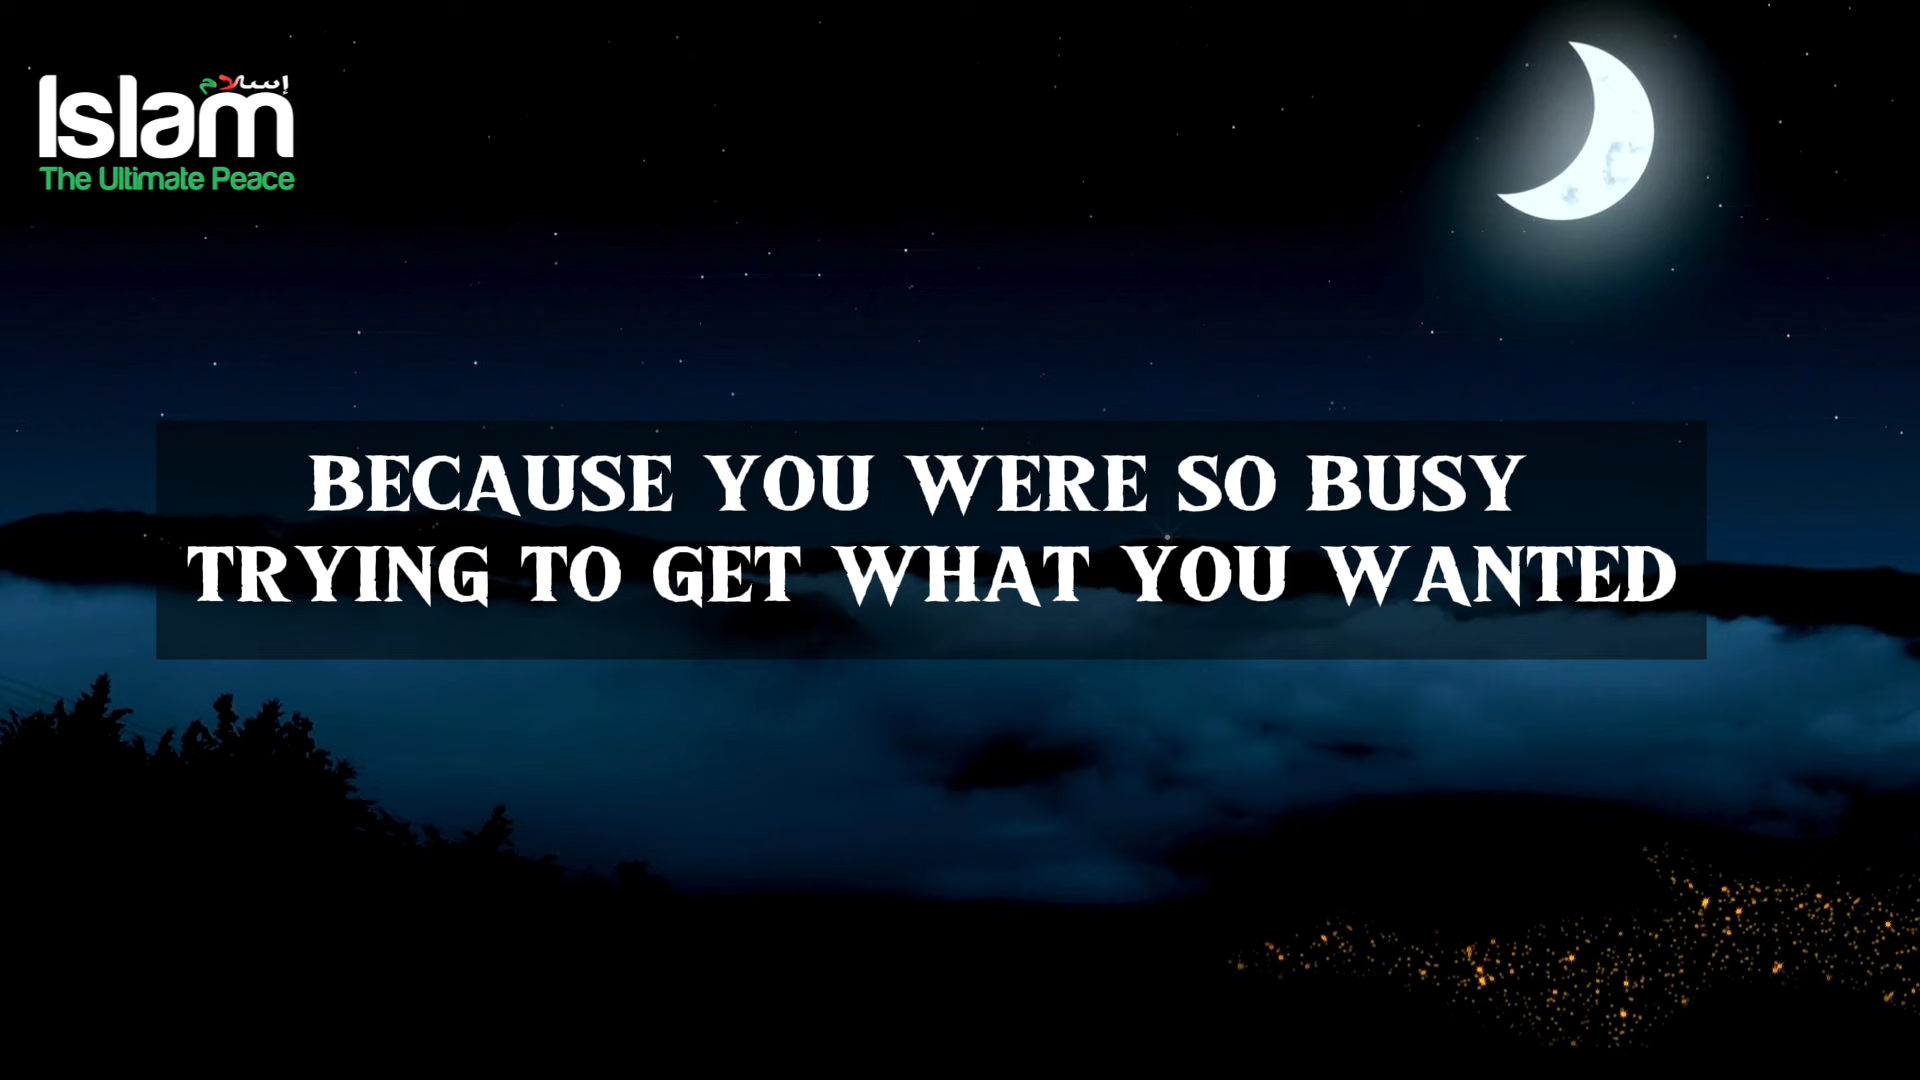 إسلام
Islam
The Ultimate Peace
BECAUSE YOU WERE SO BUSY
TRYING TO GET WHAT YOU WANTED